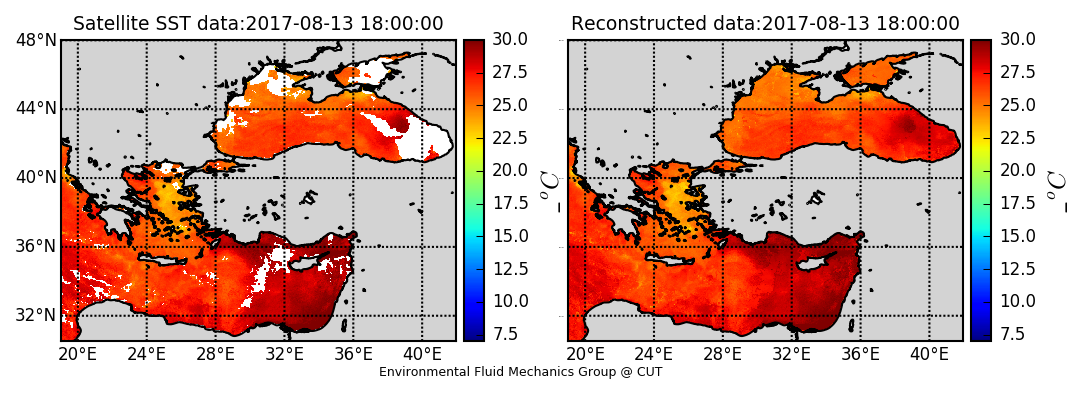 Satellite SST data:2017-08-13 18:00:00
48°N
44°N
40°N
36°N
32°N
20°E 24°E 28°E 32°E 36°E 40°E
30.0
27.5
25.0
22.5
20.0
17.5
15.0
12.5
10.0
7.5
_ °C
Reconstructed data:2017-08-13 18:00:00
20°E 24°E 28°E 32°E 36°E 40°E
30.0
27.5
25.0
22.5
20.0
17.5
15.0
12.5
10.0
7.5
_ °C
Environmental Fluid Mechanics Group @ CUT